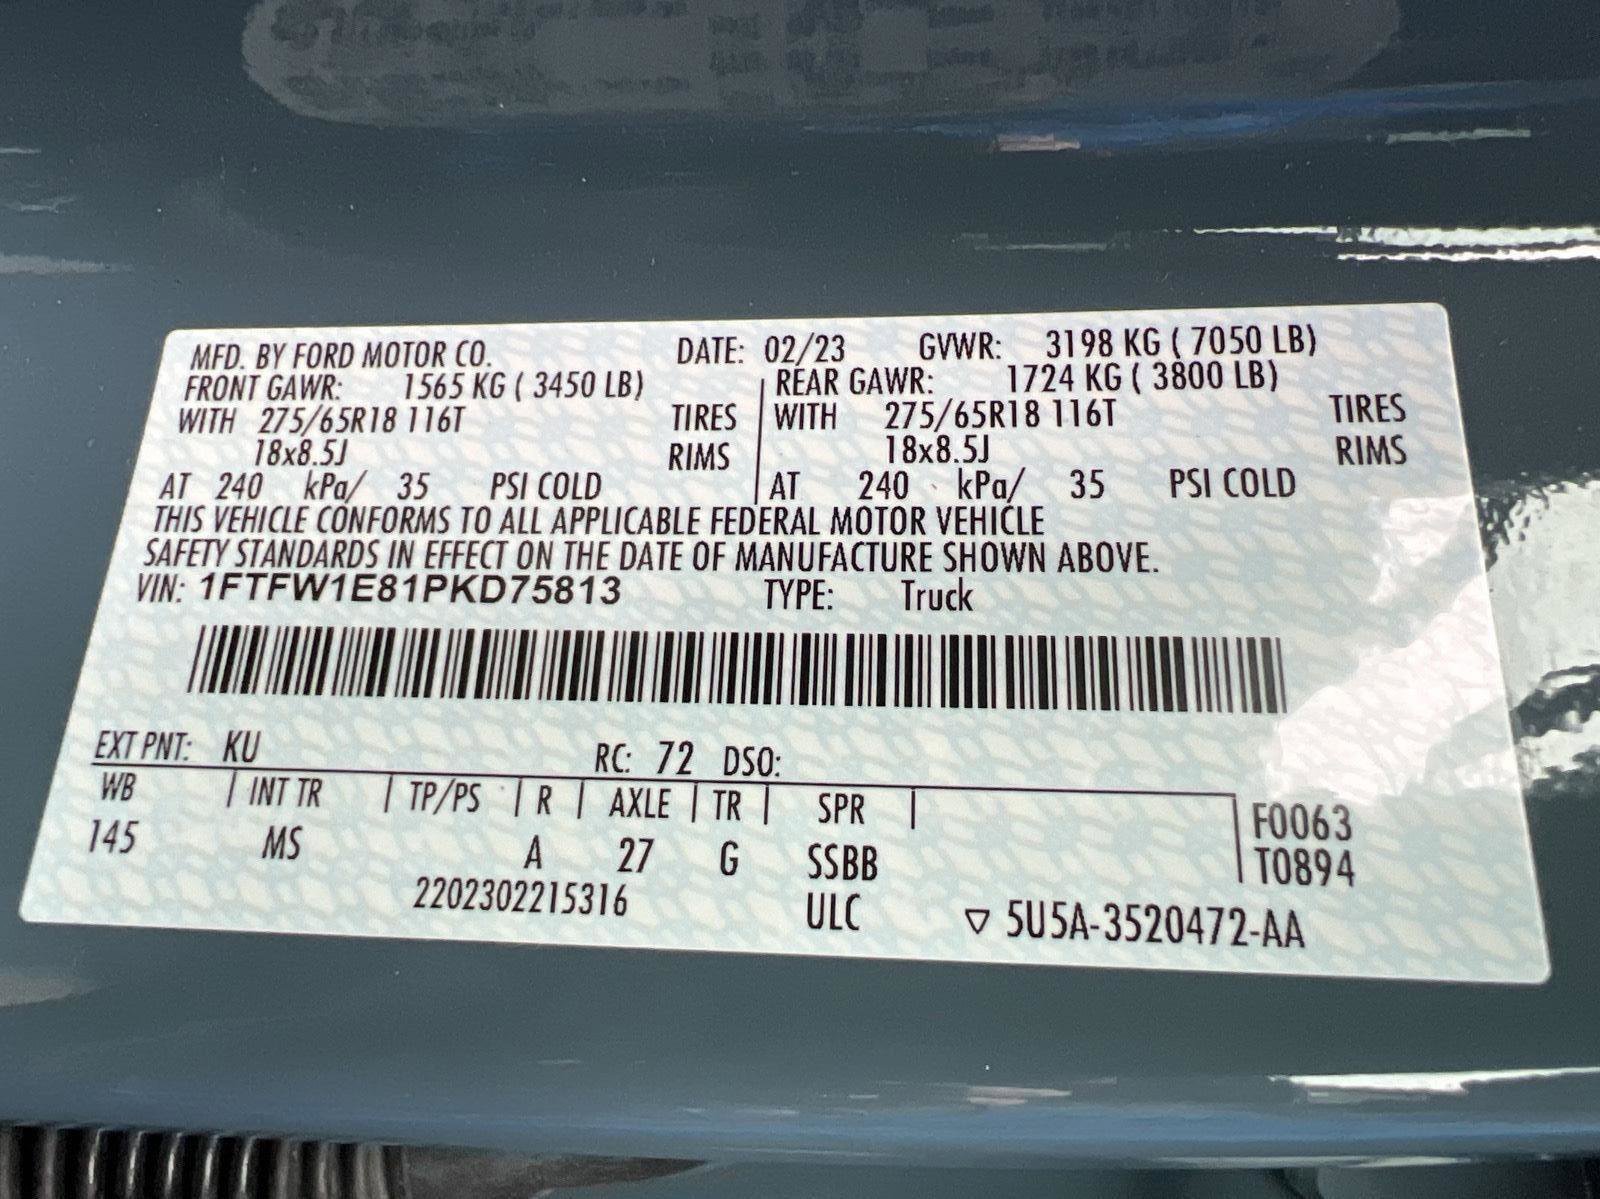 MFD. BY FORD MOTOR CO. DATE: 02/23 GVWR: 3198 KG ( 7050 LB)
FRONT GAWR: 1565 KG ( 3450 LB) REAR GAWR: 1724 KG ( 3800 LB)
WITH 275/65R18 116T TIRES WITH 275/65R18 116T TIRES
18x8.5J RIMS 18x8.5J RIMS
AT 240 kPa/ 35 PSI COLD AT 240 kPa/ 35 PSI COLD
THIS VEHICLE CONFORMS TO ALL APPLICABLE FEDERAL MOTOR VEHICLE
SAFETY STANDARDS IN EFFECT ON THE DATE OF MANUFACTURE SHOWN ABOVE.
VIN: 1FTFW1E81PKD75813 TYPE: Truck
EXT PNT: KU RC: 72 DSO:
WB INT TR TP/PS R AXLE TR SPR F0063
145 MS A 27 G SSBB T0894
2202302215316 ULC ▽ 5U5A-3520472-AA